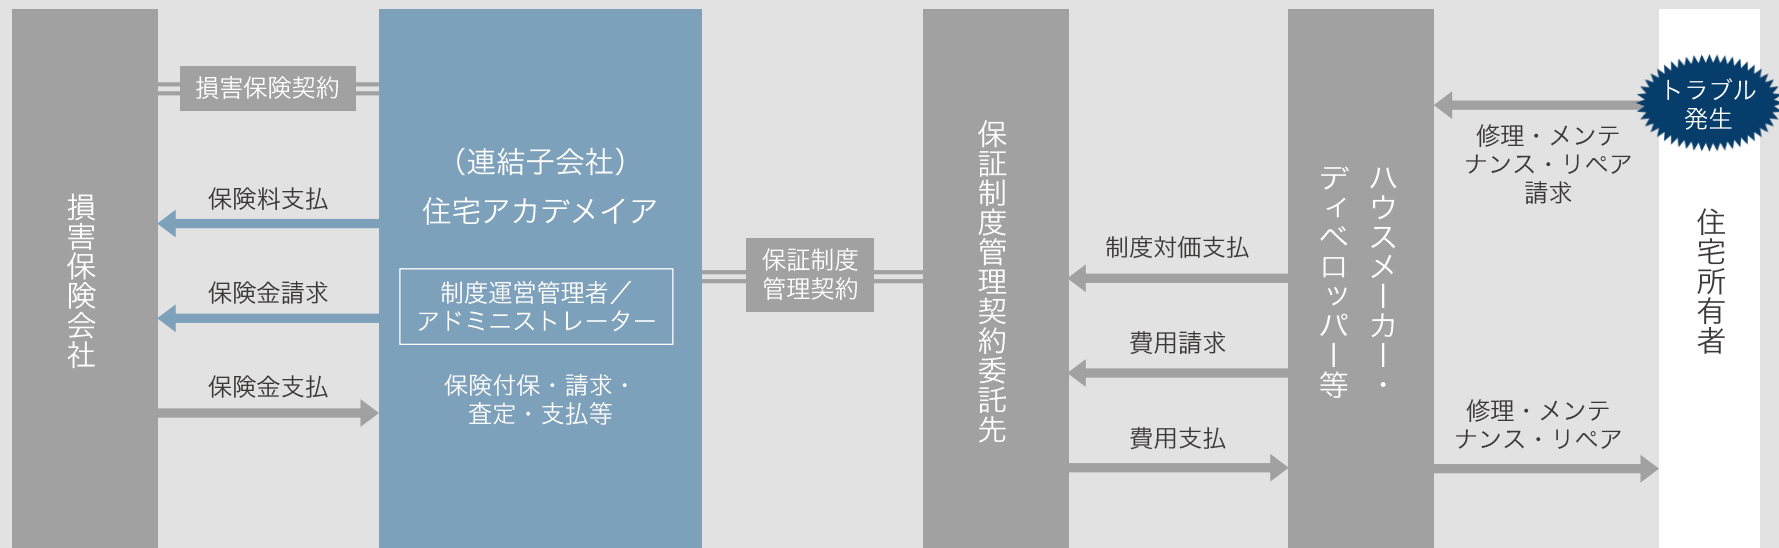 損害保険会社
損害保険契約
保険料支払
保険金請求
保険金支払
（連結子会社）
住宅アカデメイア
制度運営管理者／
アドミニストレーター
保険付保・請求・
査定・支払等
保証制度
管理契約
保証制度管理契約委託先
制度対価支払
費用請求
費用支払
ハウスメーカー・
ディベロッパー等
修理・メンテ
ナンス・リペア
請求
修理・メンテ
ナンス・リペア
トラブル
発生
住宅所有者